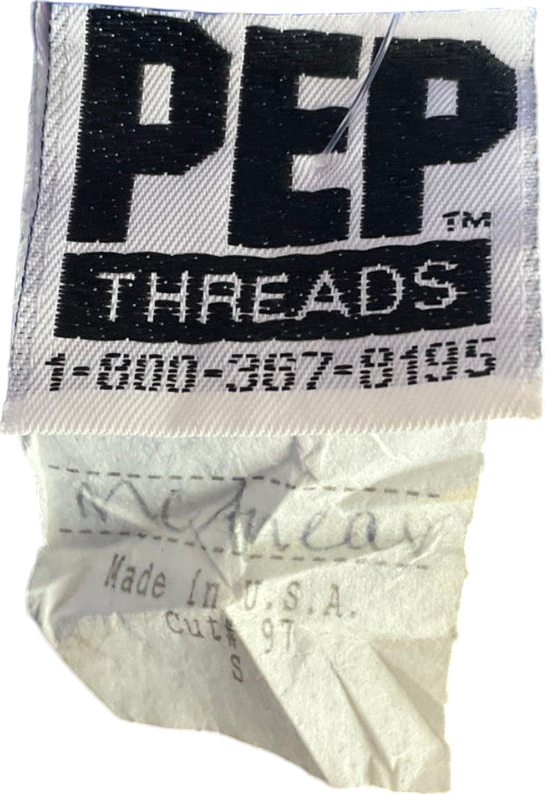 PEP
TM
THREADS
1-800-367-8195
Made in U.S.A.
Cut# 97
S